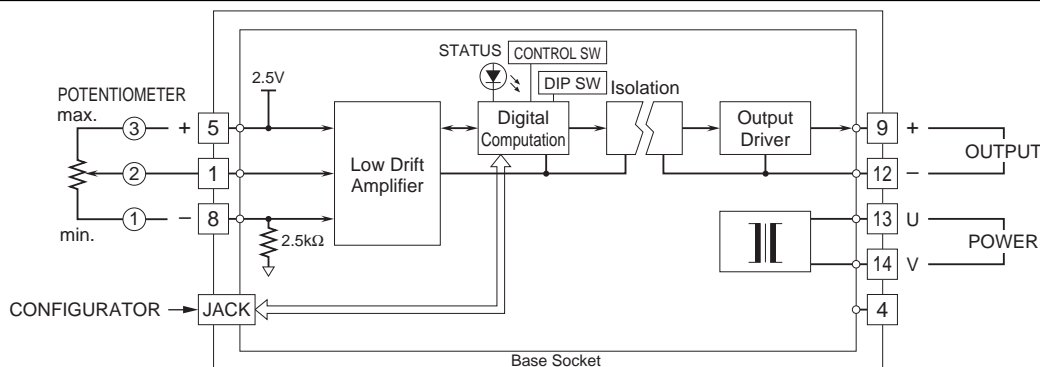 STATUS
CONTROL SW
DIP SW
2.5V
Isolation
POTENTIOMETER
max.
3 + 5
2 1
1 − 8
min.
Low Drift
Amplifier
Digital
Computation
Output
Driver
2.5kΩ
9 +
12 −
OUTPUT
13 U
14 V
POWER
4
CONFIGURATOR
JACK
Base Socket